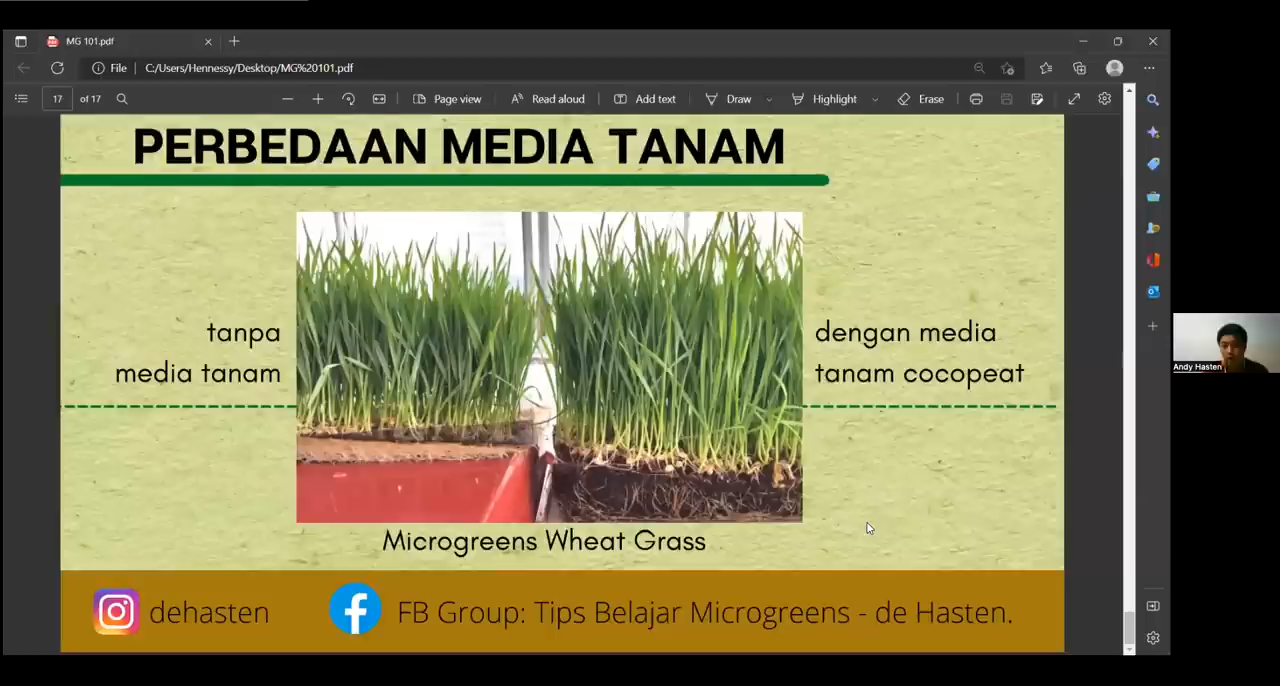 MG 101.pdf
File
C:/Users/Hennessy/Desktop/MG%20101.pdf
17 of 17
Page view
Read aloud
Add text
Draw
Highlight
Erase
PERBEDAAN MEDIA TANAM
tanpa
media tanam
dengan media
tanam cocopeat
Microgreens Wheat Grass
dehasten
FB Group: Tips Belajar Microgreens - de Hasten.
Andy Hasten